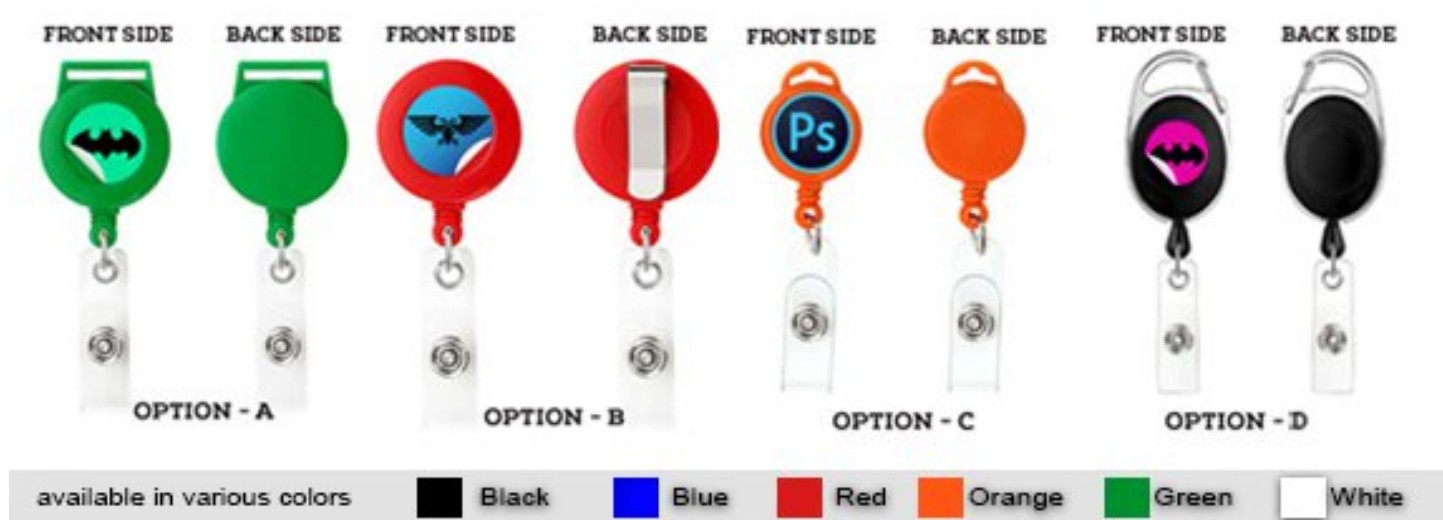 FRONT SIDE BACK SIDE FRONT SIDE BACK SIDE FRONT SIDE BACK SIDE FRONT SIDE BACK SIDE
Ps
OPTION - A OPTION - B OPTION - C OPTION - D
available in various colors Black Blue Red Orange Green White